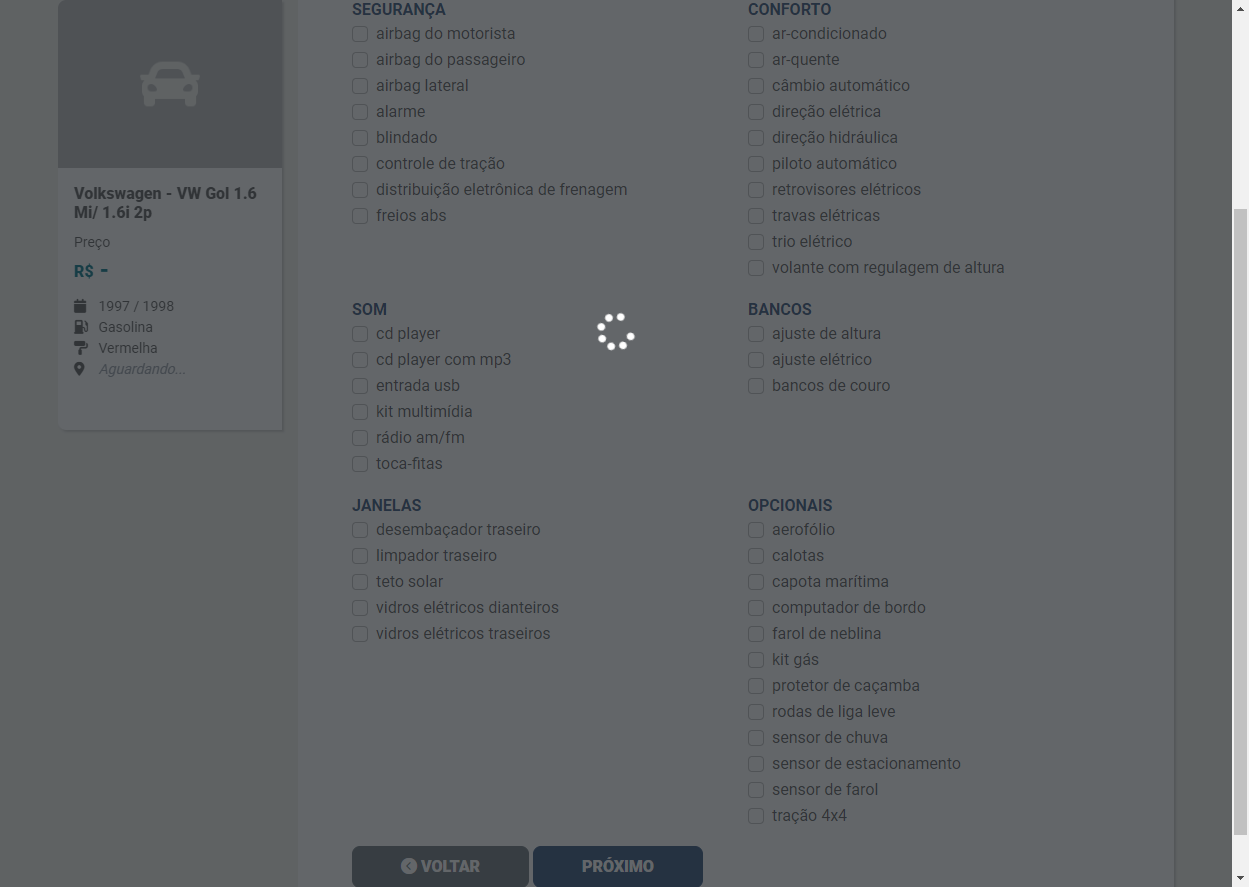 Volkswagen - VW Gol 1.6
Mi/ 1.6i 2p
Preço
R$ -
1997 / 1998
Gasolina
Vermelha
Aguardando...
SEGURANÇA
airbag do motorista
airbag do passageiro
airbag lateral
alarme
blindado
controle de tração
distribuição eletrônica de frenagem
freios abs
CONFORTO
ar-condicionado
ar-quente
câmbio automático
direção elétrica
direção hidráulica
piloto automático
retrovisores elétricos
travas elétricas
trio elétrico
volante com regulagem de altura
SOM
cd player
cd player com mp3
entrada usb
kit multimídia
rádio am/fm
toca-fitas
BANCOS
ajuste de altura
ajuste elétrico
bancos de couro
JANELAS
desembaçador traseiro
limpador traseiro
teto solar
vidros elétricos dianteiros
vidros elétricos traseiros
OPCIONAIS
aerofólio
calotas
capota marítima
computador de bordo
farol de neblina
kit gás
protetor de caçamba
rodas de liga leve
sensor de chuva
sensor de estacionamento
sensor de farol
tração 4x4
VOLTAR
PRÓXIMO